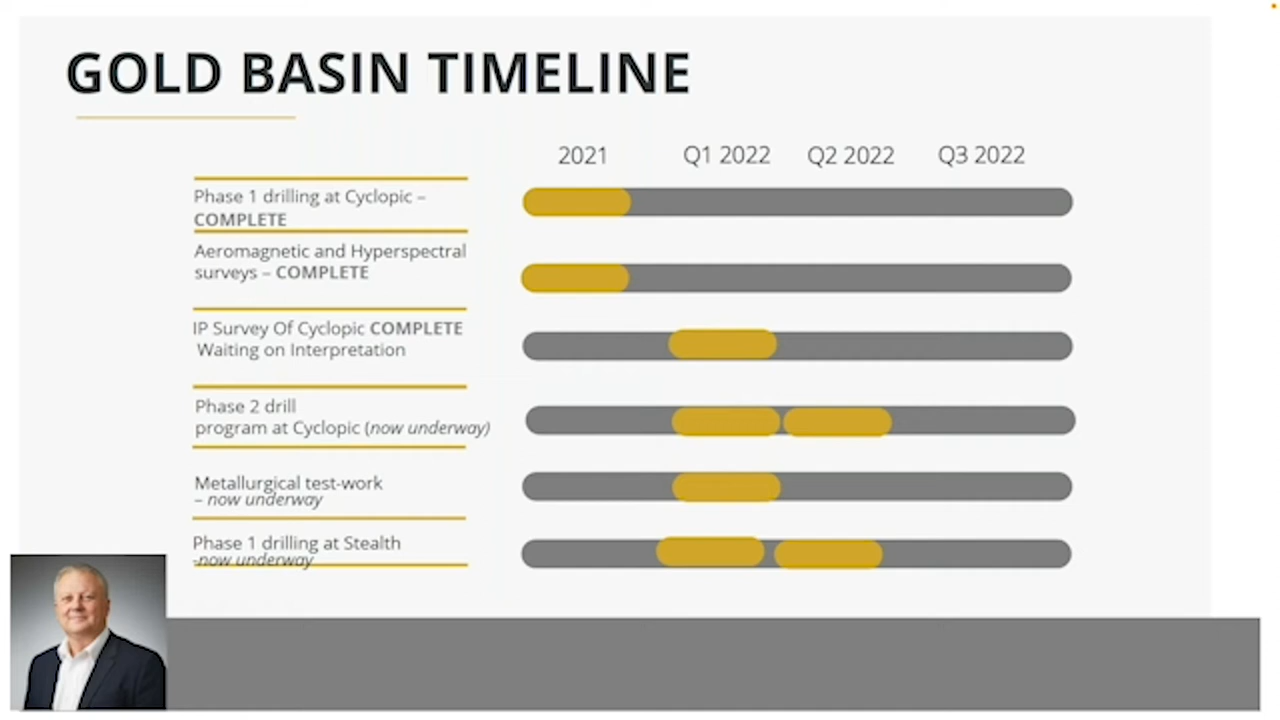 GOLD BASIN TIMELINE
2021 Q1 2022 Q2 2022 Q3 2022
Phase 1 drilling at Cyclopic –
COMPLETE
Aeromagnetic and Hyperspectral
surveys – COMPLETE
IP Survey Of Cyclopic COMPLETE
Waiting on Interpretation
Phase 2 drill
program at Cyclopic (now underway)
Metallurgical test-work
– now underway
Phase 1 drilling at Stealth
-now underway